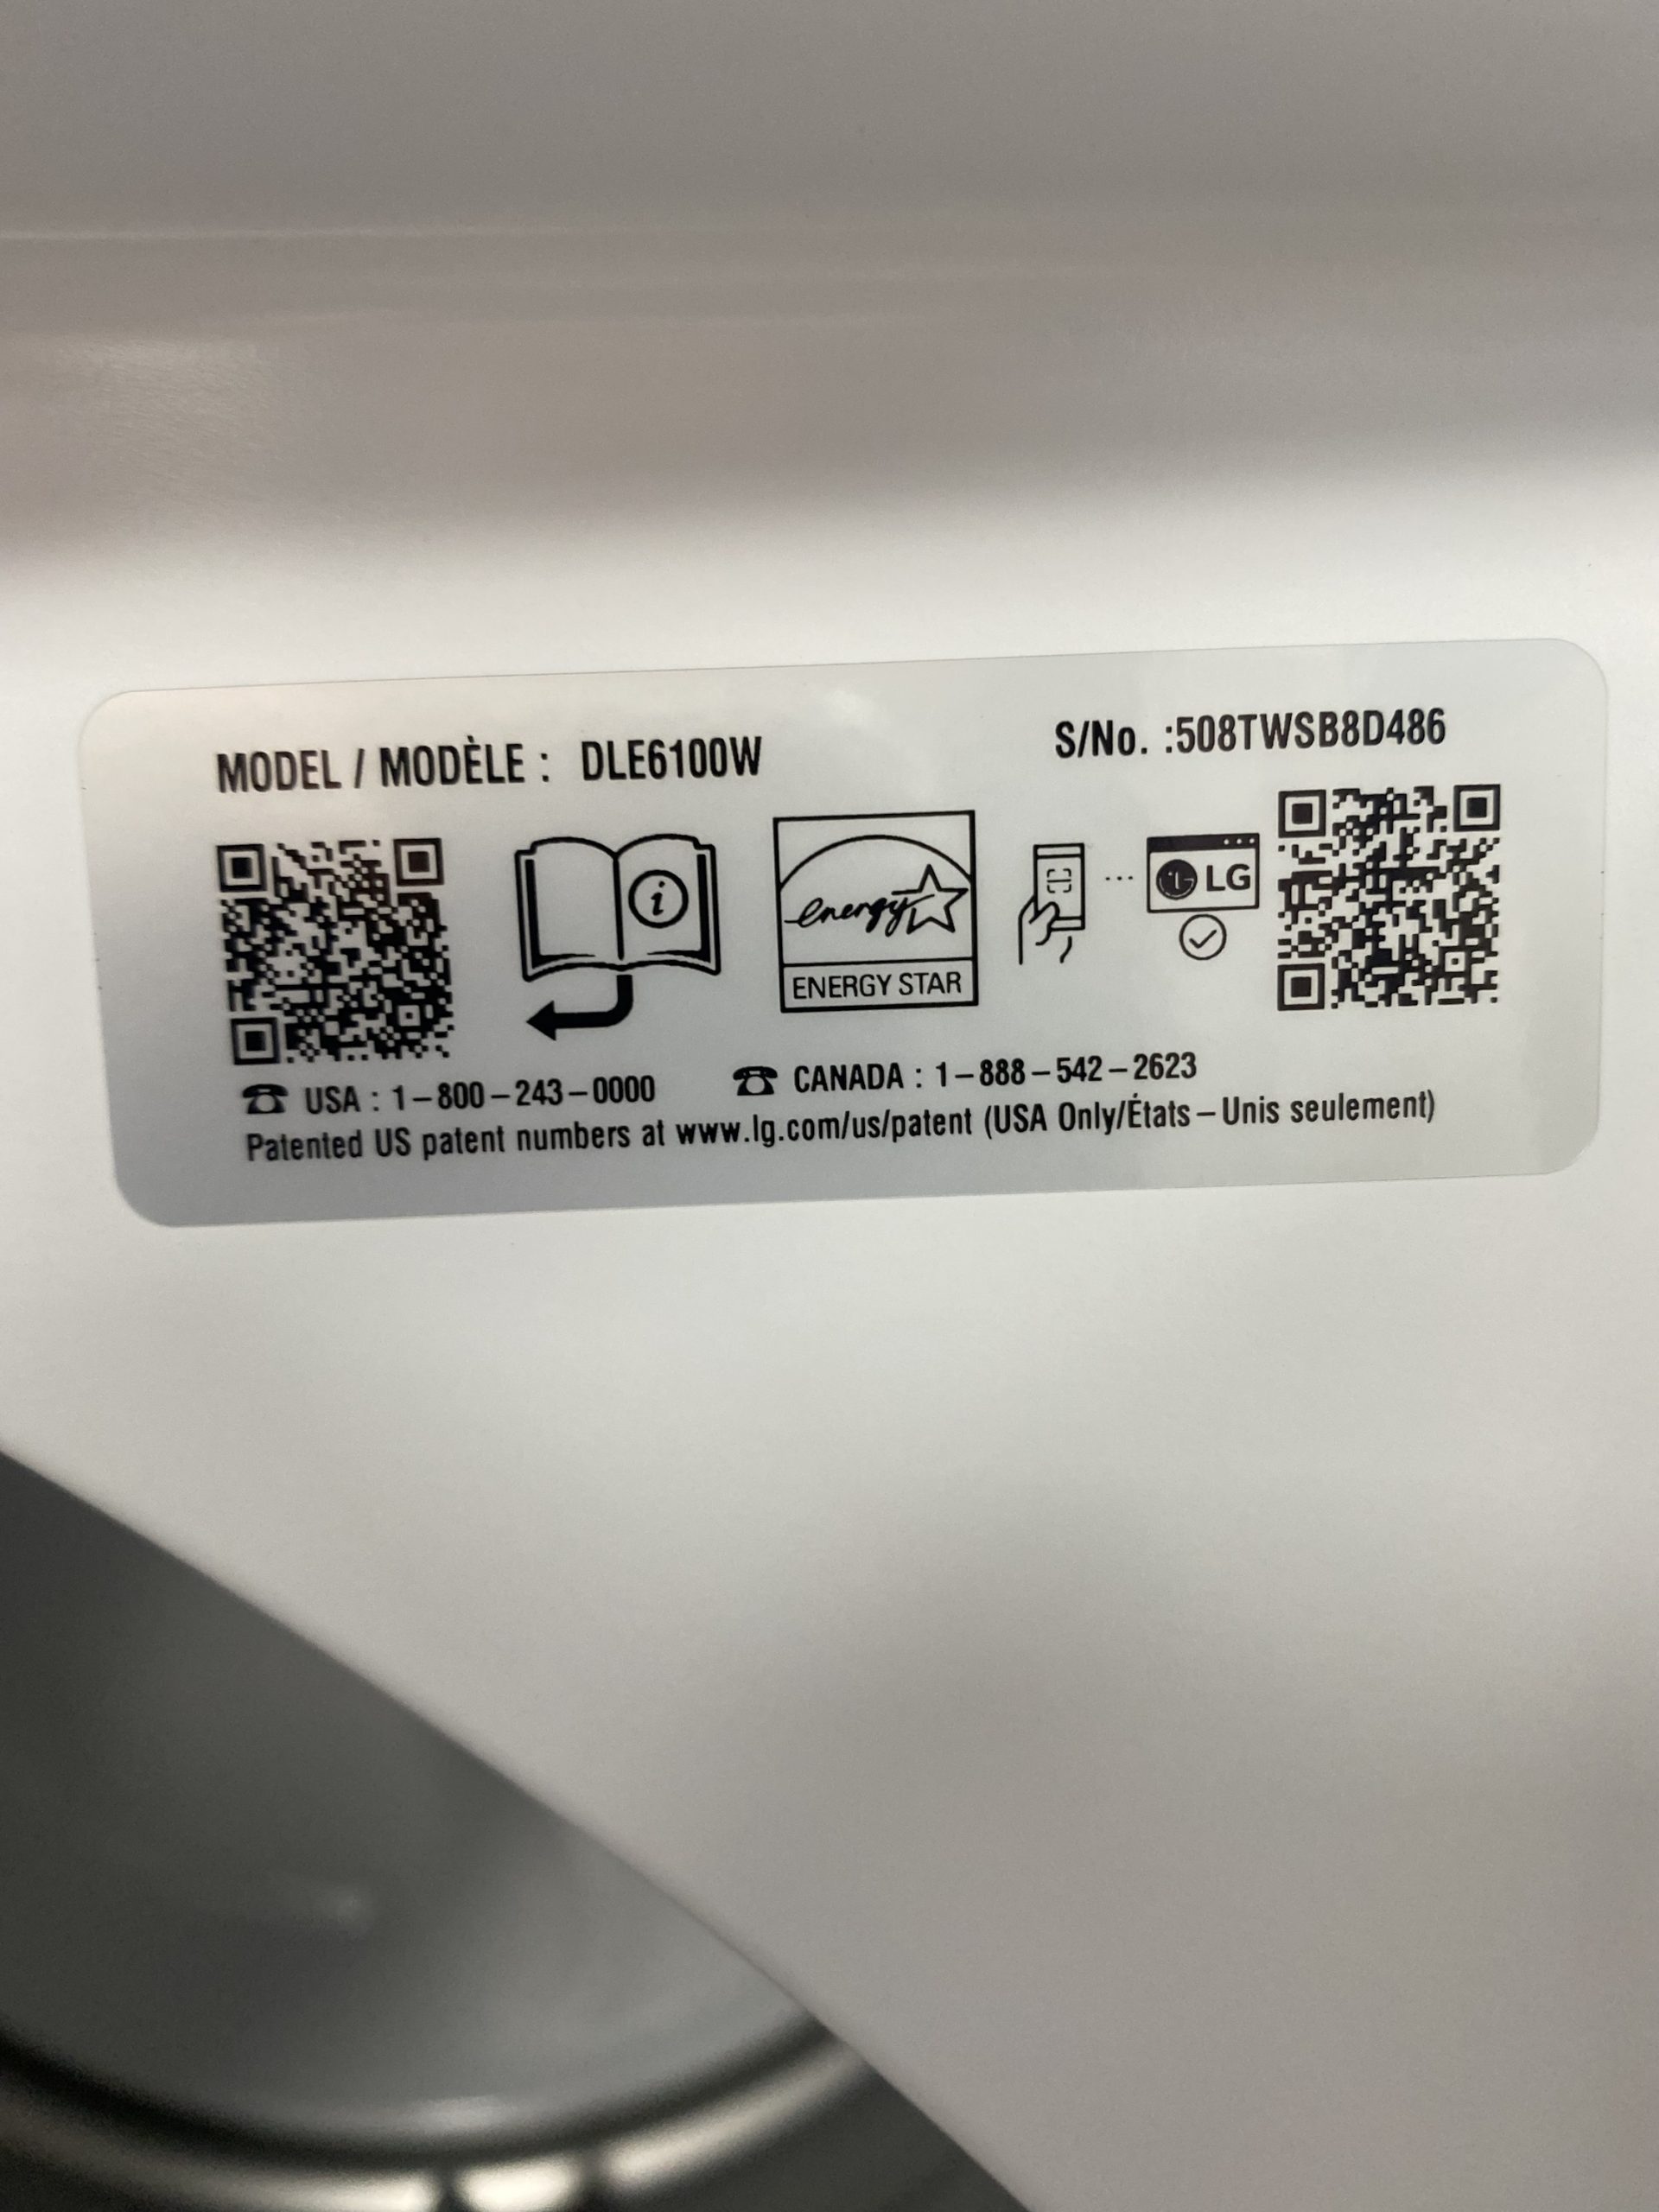 MODEL / MODÈLE : DLE6100W
S/No. :508TWSB8D486
i
energy
ENERGY STAR
LG
USA : 1–800–243–0000
CANADA : 1–888–542–2623
Patented US patent numbers at www.lg.com/us/patent (USA Only/États–Unis seulement)